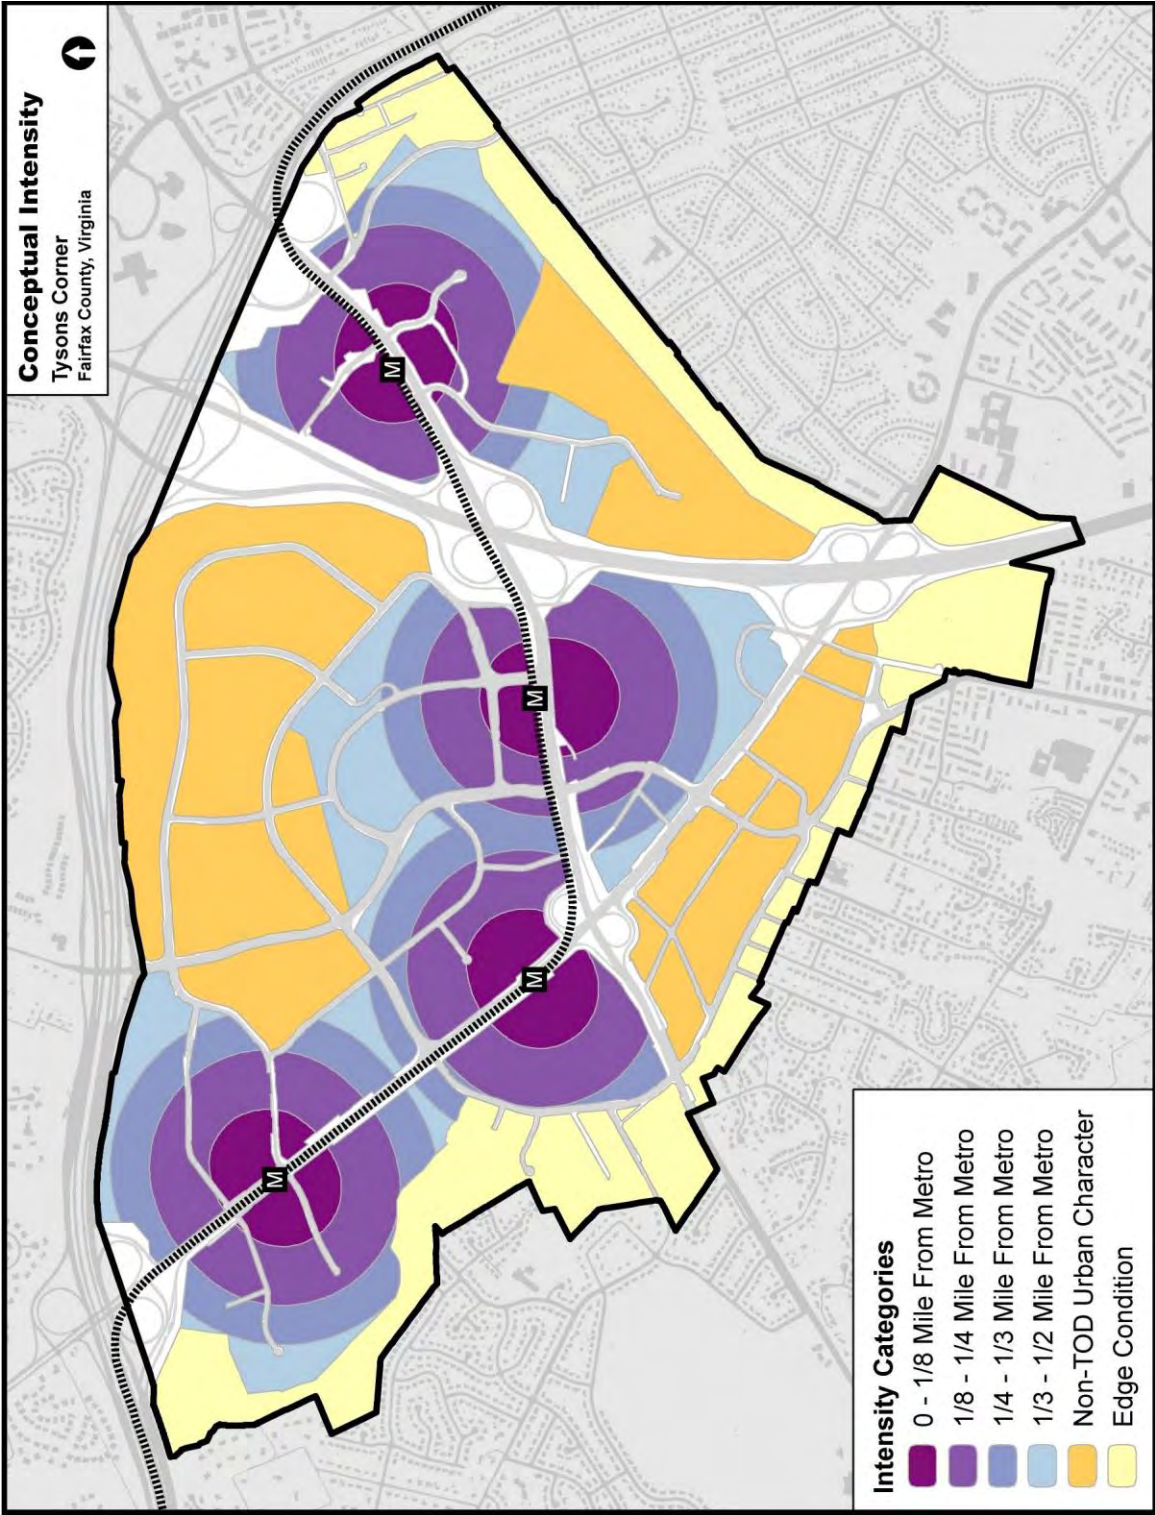 Conceptual Intensity
Tysons Corner
Fairfax County, Virginia
M
M
M
M
Intensity Categories
0 - 1/8 Mile From Metro
1/8 - 1/4 Mile From Metro
1/4 - 1/3 Mile From Metro
1/3 - 1/2 Mile From Metro
Non-TOD Urban Character
Edge Condition